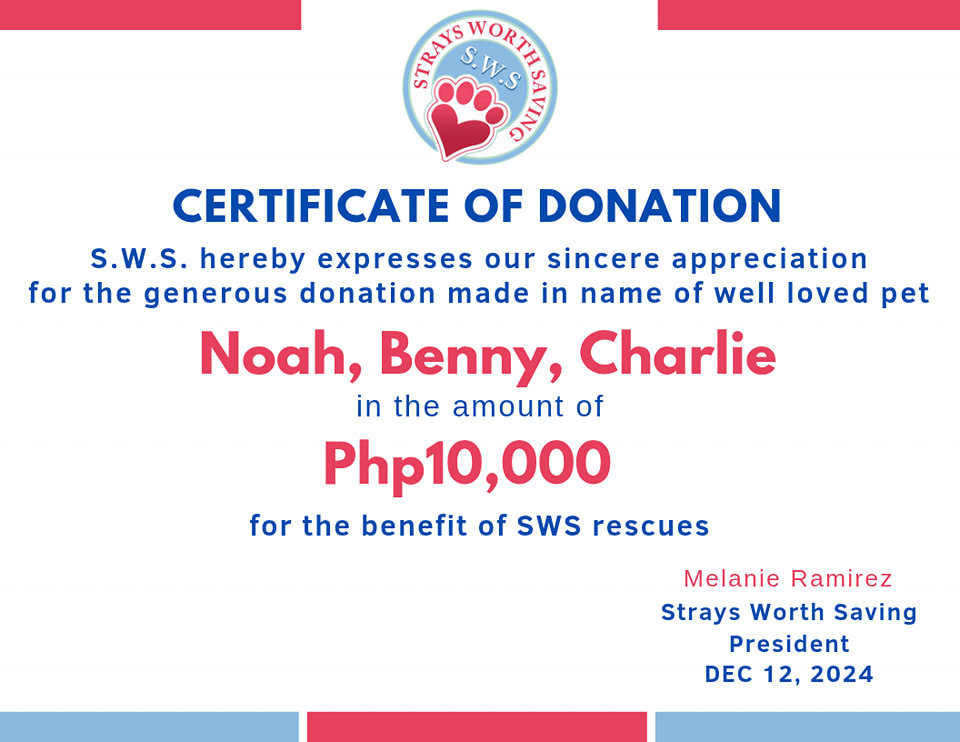 STRAYS WORTH SAVING
S.W.S
CERTIFICATE OF DONATION
S.W.S. hereby expresses our sincere appreciation
for the generous donation made in name of well loved pet
Noah, Benny, Charlie
in the amount of
Php10,000
for the benefit of SWS rescues
Melanie Ramirez
Strays Worth Saving
President
DEC 12, 2024